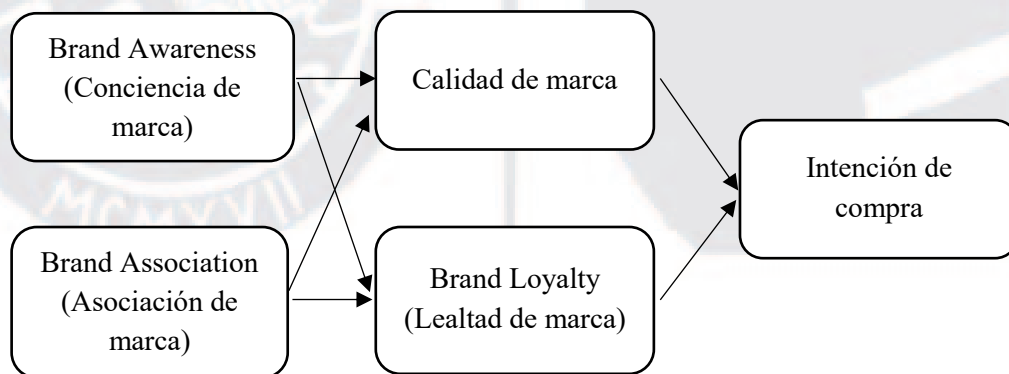 Brand Awareness
(Conciencia de
marca)
Calidad de marca
Intención de
compra
Brand Association
(Asociación de
marca)
Brand Loyalty
(Lealtad de marca)
MCMXVII